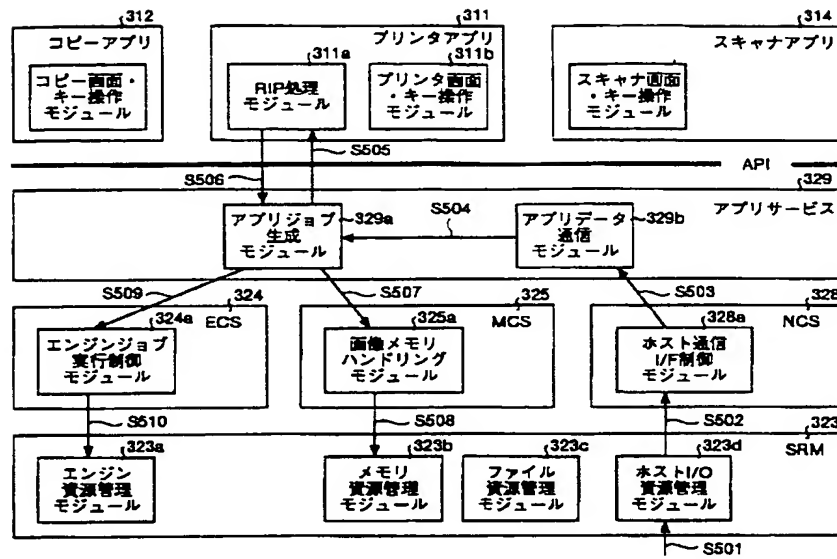 312
コピーアプリ
コピー画面・
キー操作
モジュール
311
プリンタアプリ
311a
RIP処理
モジュール
311b
プリンタ画面
・キー操作
モジュール
314
スキャナアプリ
スキャナ画面
・キー操作
モジュール
S506
S505
API
329
アプリサービス
アプリジョブ
生成
モジュール
329a
S504
アプリデータ
通信
モジュール
329b
S509
S507
S503
324
ECS
324a
エンジンジョブ
実行制御
モジュール
325
MCS
325a
画像メモリ
ハンドリング
モジュール
328
NCS
328a
ホスト通信
I/F制御
モジュール
S510
S508
S502
323
SRM
323a
エンジン
資源管理
モジュール
323b
メモリ
資源管理
モジュール
323c
ファイル
資源管理
モジュール
323d
ホストI/O
資源管理
モジュール
S501